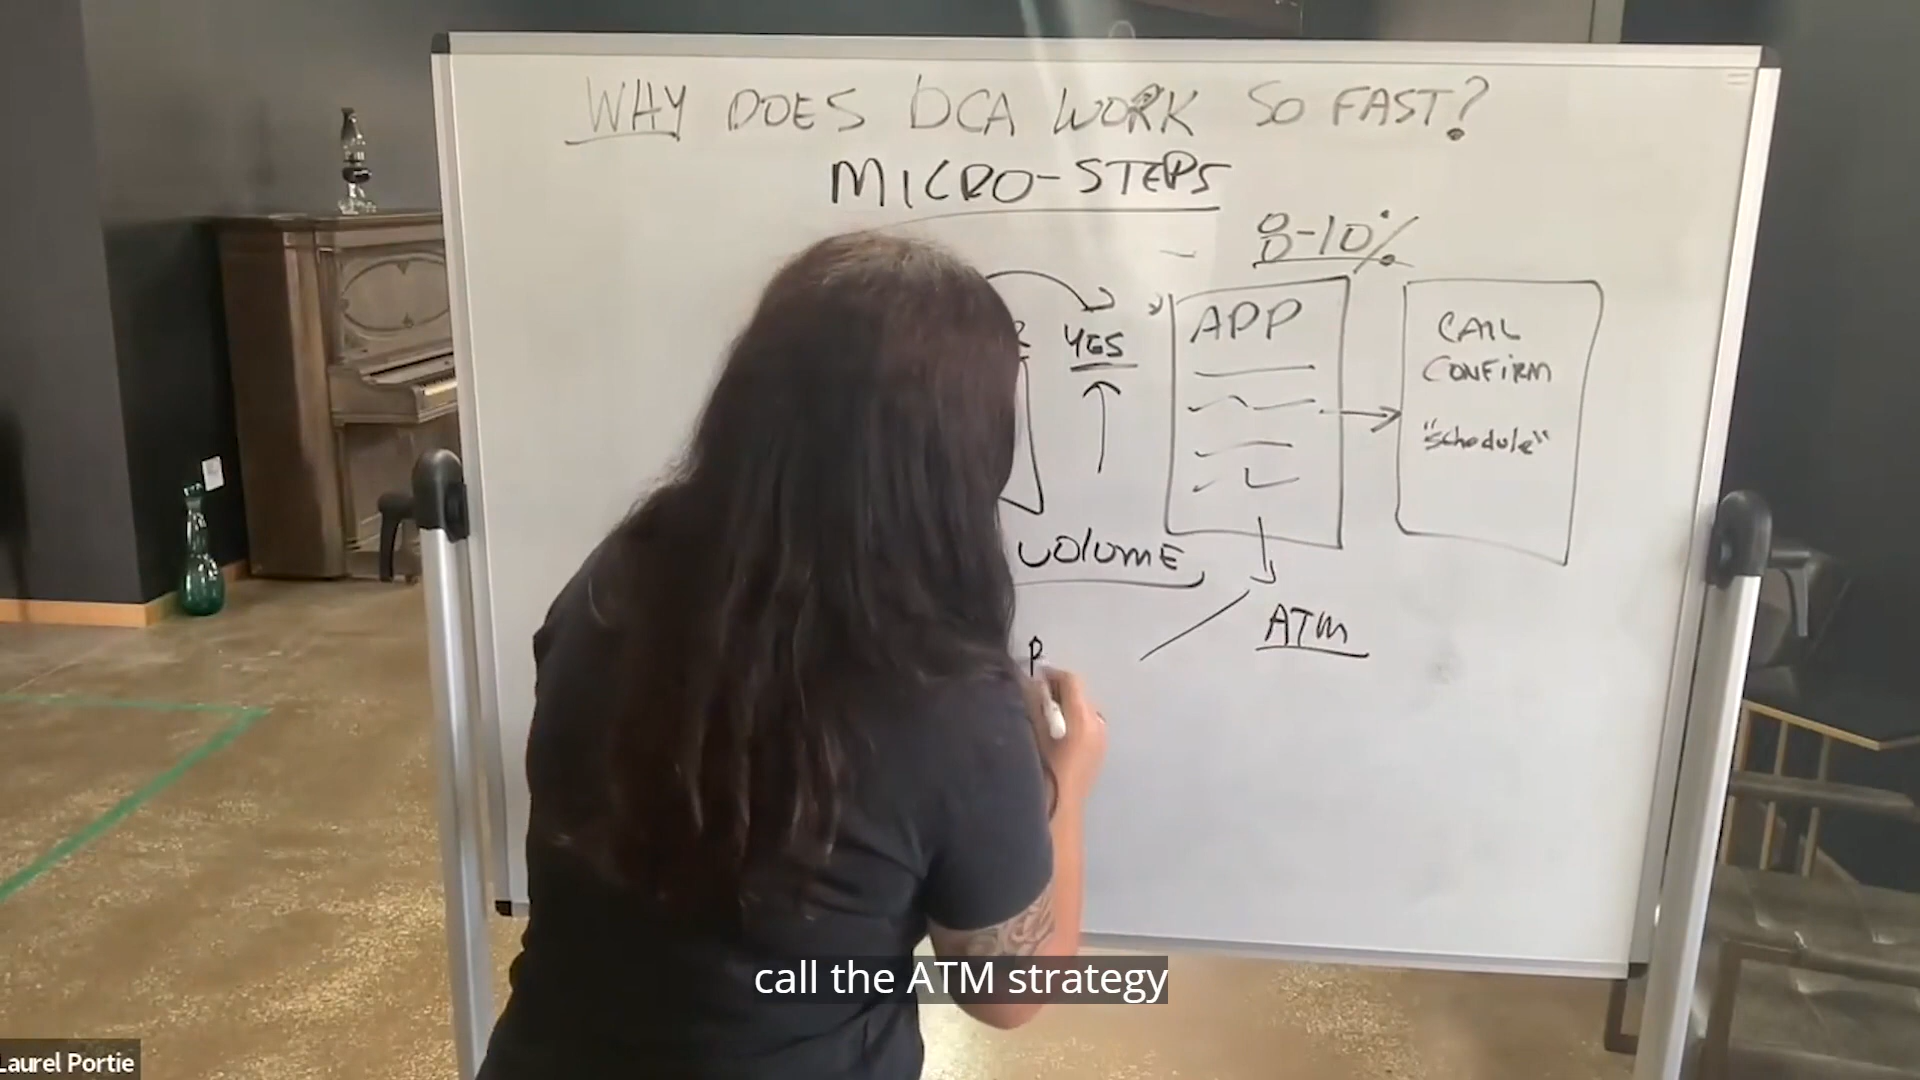 WHY DOES DCA WORK SO FAST?
MICRO-STEPS
8-10%
YES
APP
CALL
CONFIRM
"schedule"
VOLUME
ATM
P
call the ATM strategy
Laurel Portie